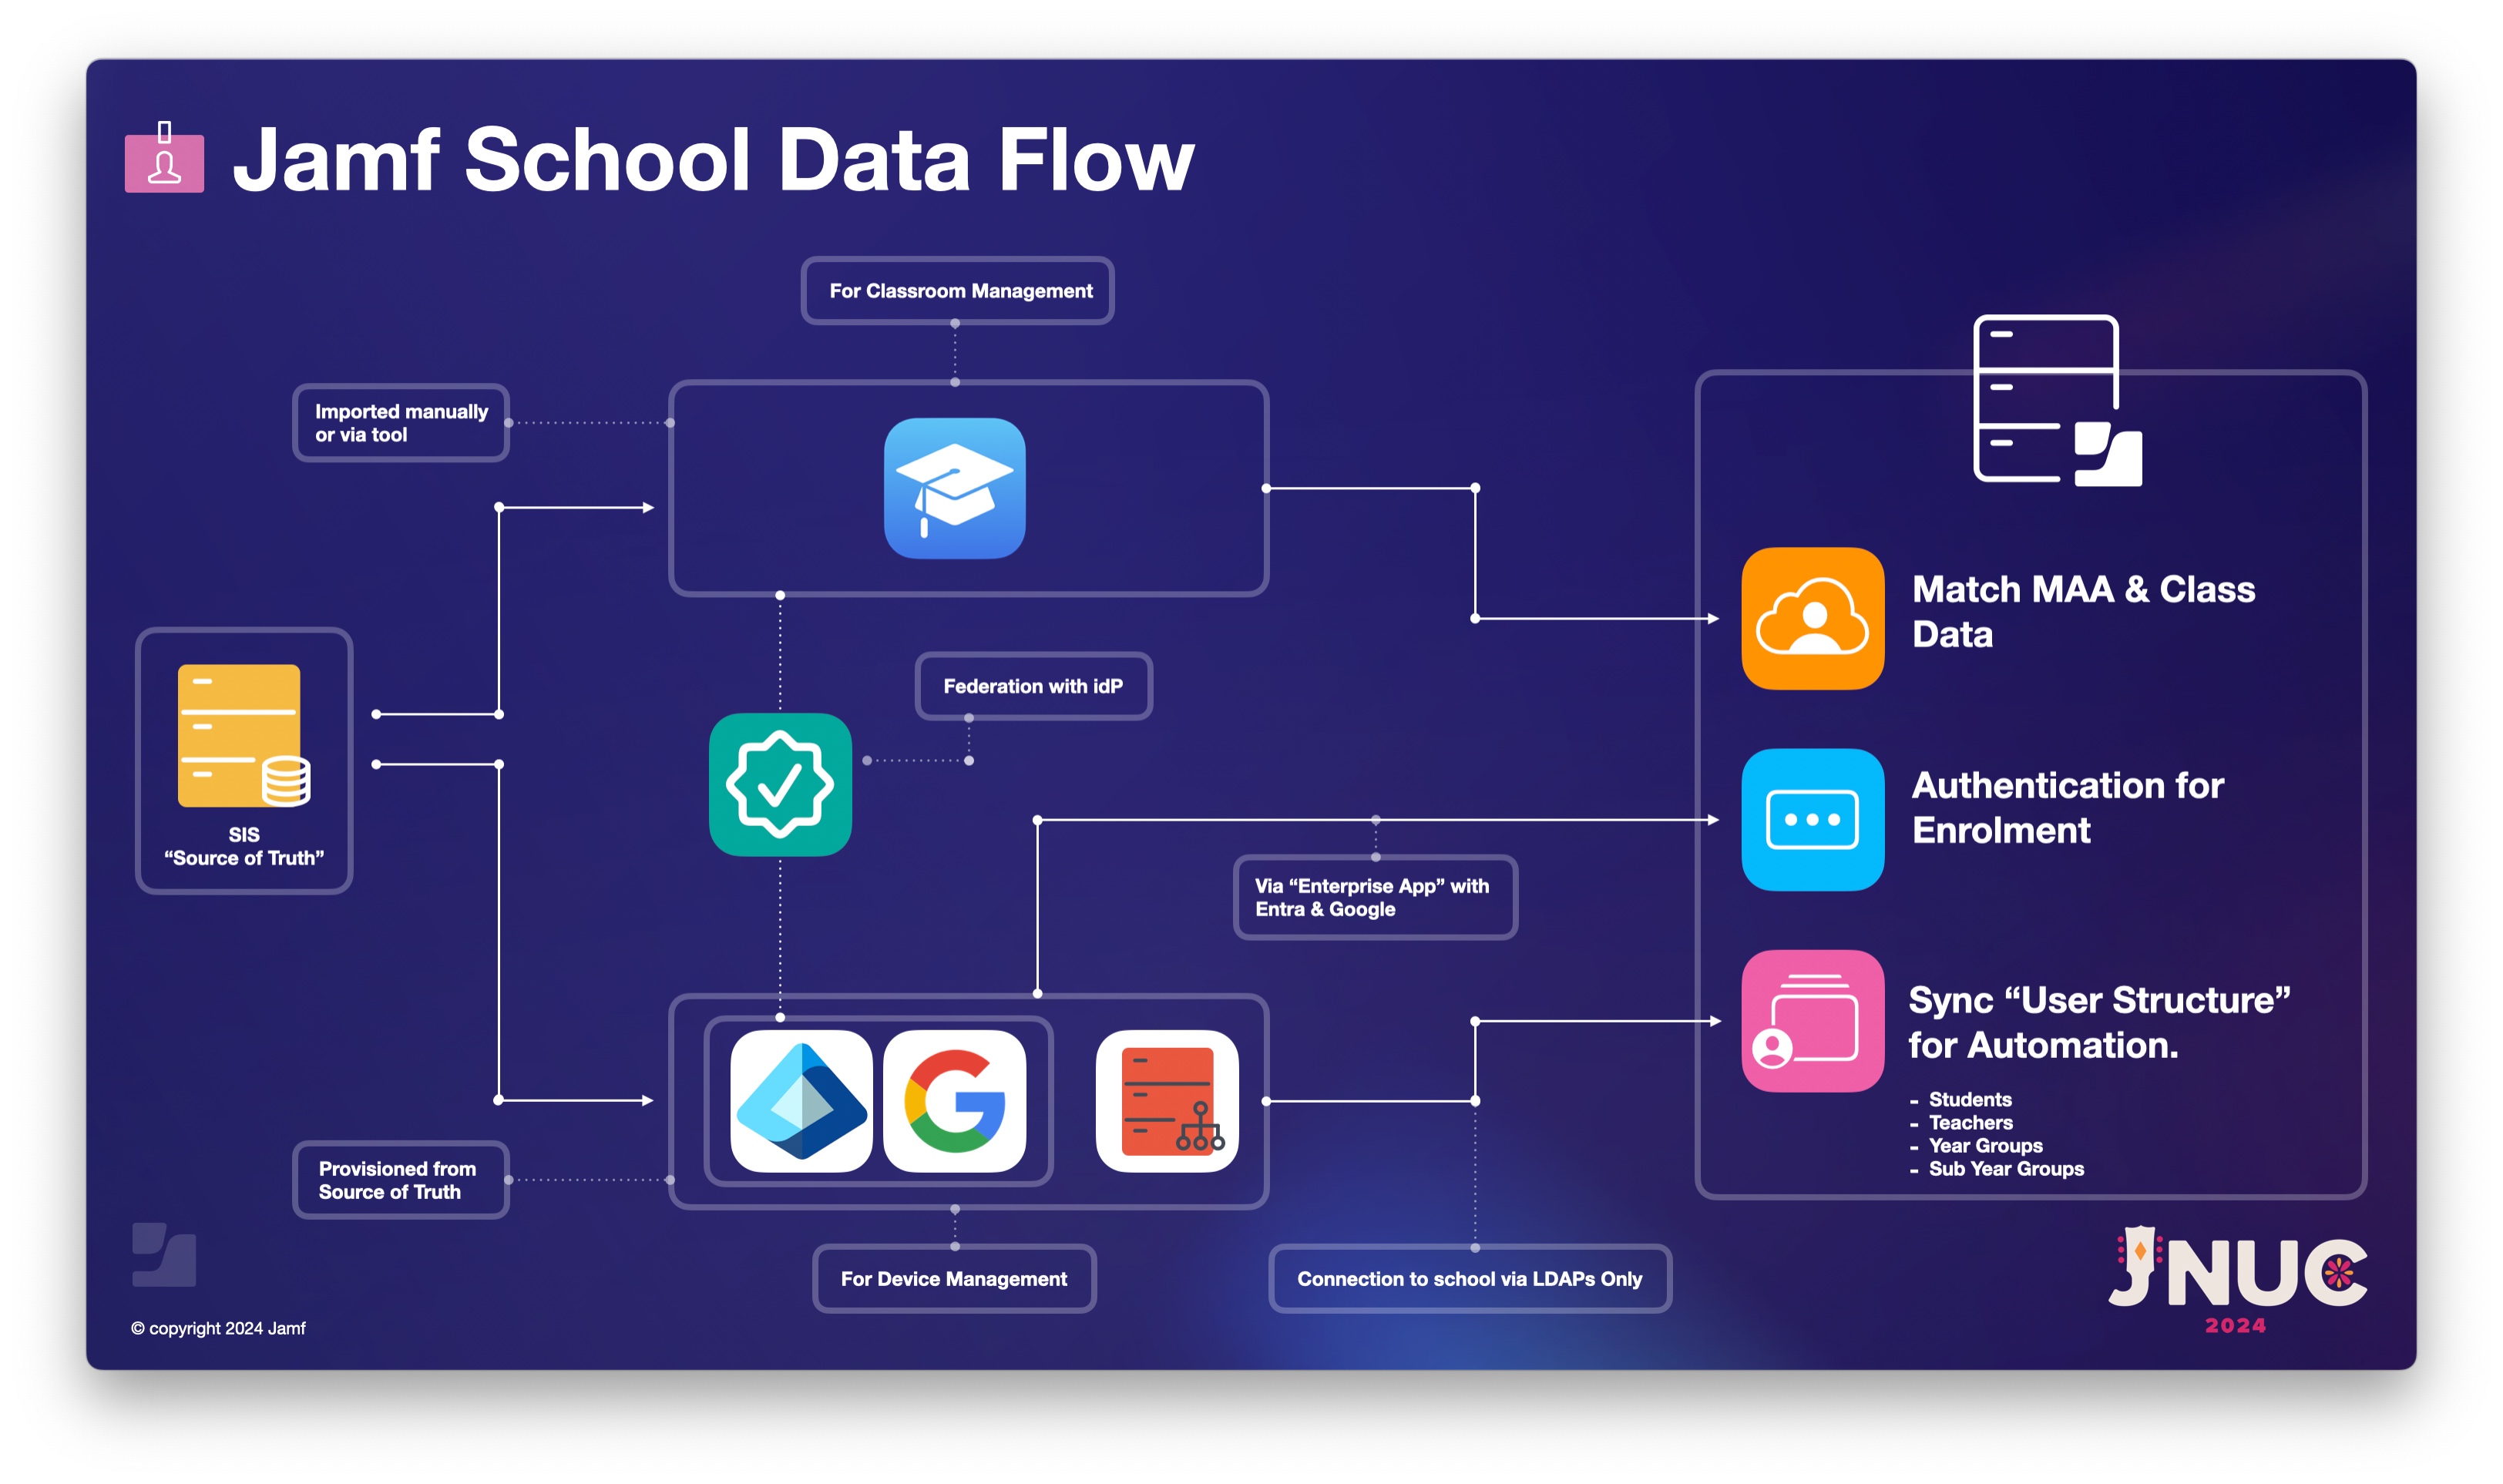 Jamf School Data Flow
For Classroom Management
Imported manually
or via tool
Match MAA & Class
Data
Federation with idP
SIS
“Source of Truth”
Authentication for
Enrolment
Via “Enterprise App” with
Entra & Google
Sync “User Structure”
for Automation.
- Students
- Teachers
- Year Groups
- Sub Year Groups
Provisioned from
Source of Truth
For Device Management
Connection to school via LDAPs Only
JNUC
2024
© copyright 2024 Jamf